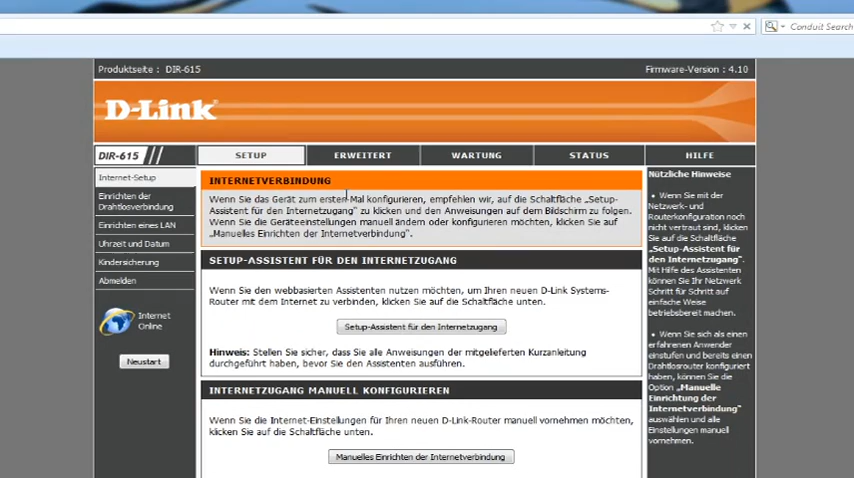 Conduit Search
Produktseite : DIR-615
Firmware-Version : 4.10
D-Link
DIR-615
SETUP
ERWEITERT
WARTUNG
STATUS
HILFE
Internet-Setup
Einrichten der
Drahtlosverbindung
Einrichten eines LAN
Uhrzeit und Datum
Kindersicherung
Abmelden
Internet
Online
Neustart
INTERNETVERBINDUNG
Wenn Sie das Gerät zum ersten Mal konfigurieren, empfehlen wir, auf die Schaltfläche „Setup-
Assistent für den Internetzugang" zu klicken und den Anweisungen auf dem Bildschirm zu folgen.
Wenn Sie die Geräteeinstellungen manuell ändern oder konfigurieren möchten, klicken Sie auf
„Manuelles Einrichten der Internetverbindung".
SETUP-ASSISTENT FÜR DEN INTERNETZUGANG
Wenn Sie den webbasierten Assistenten nutzen möchten, um Ihren neuen D-Link Systems-
Router mit dem Internet zu verbinden, klicken Sie auf die Schaltfläche unten.
Setup-Assistent für den Internetzugang
Hinweis: Stellen Sie sicher, dass Sie alle Anweisungen der mitgelieferten Kurzanleitung
durchgeführt haben, bevor Sie den Assistenten ausführen.
INTERNETZUGANG MANUELL KONFIGURIEREN
Wenn Sie die Internet-Einstellungen für Ihren neuen D-Link-Router manuell vornehmen möchten,
klicken Sie auf die Schaltfläche unten.
Manuelles Einrichten der Internetverbindung
Nützliche Hinweise
• Wenn Sie mit der
Netzwerk- und
Routerkonfiguration noch
nicht vertraut sind, klicken
Sie auf die Schaltfläche
„Setup-Assistent für
den Internetzugang".
Mit Hilfe des Assistenten
können Sie Ihr Netzwerk
Schritt für Schritt auf
einfache Weise
betriebsbereit machen.
• Wenn Sie sich als einen
erfahrenen Anwender
einstufen und bereits einen
Drahtlosrouter konfiguriert
haben, können Sie die
Option „Manuelle
Einrichtung der
Internetverbindung"
auswählen und alle
Einstellungen manuell
vornehmen.